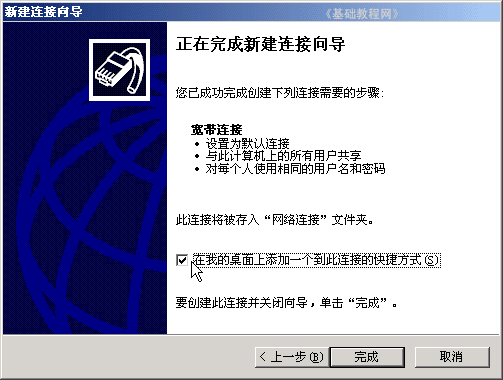 新建连接向导
《基础教程网》
正在完成新建连接向导
您已成功完成创建下列连接需要的步骤:
宽带连接
• 设置为默认连接
• 与此计算机上的所有用户共享
• 对每个人使用相同的用户名和密码
此连接将被存入“网络连接”文件夹。
在我的桌面上添加一个到此连接的快捷方式(S)
要创建此连接并关闭向导，单击“完成”。
< 上一步(B)
完成
取消